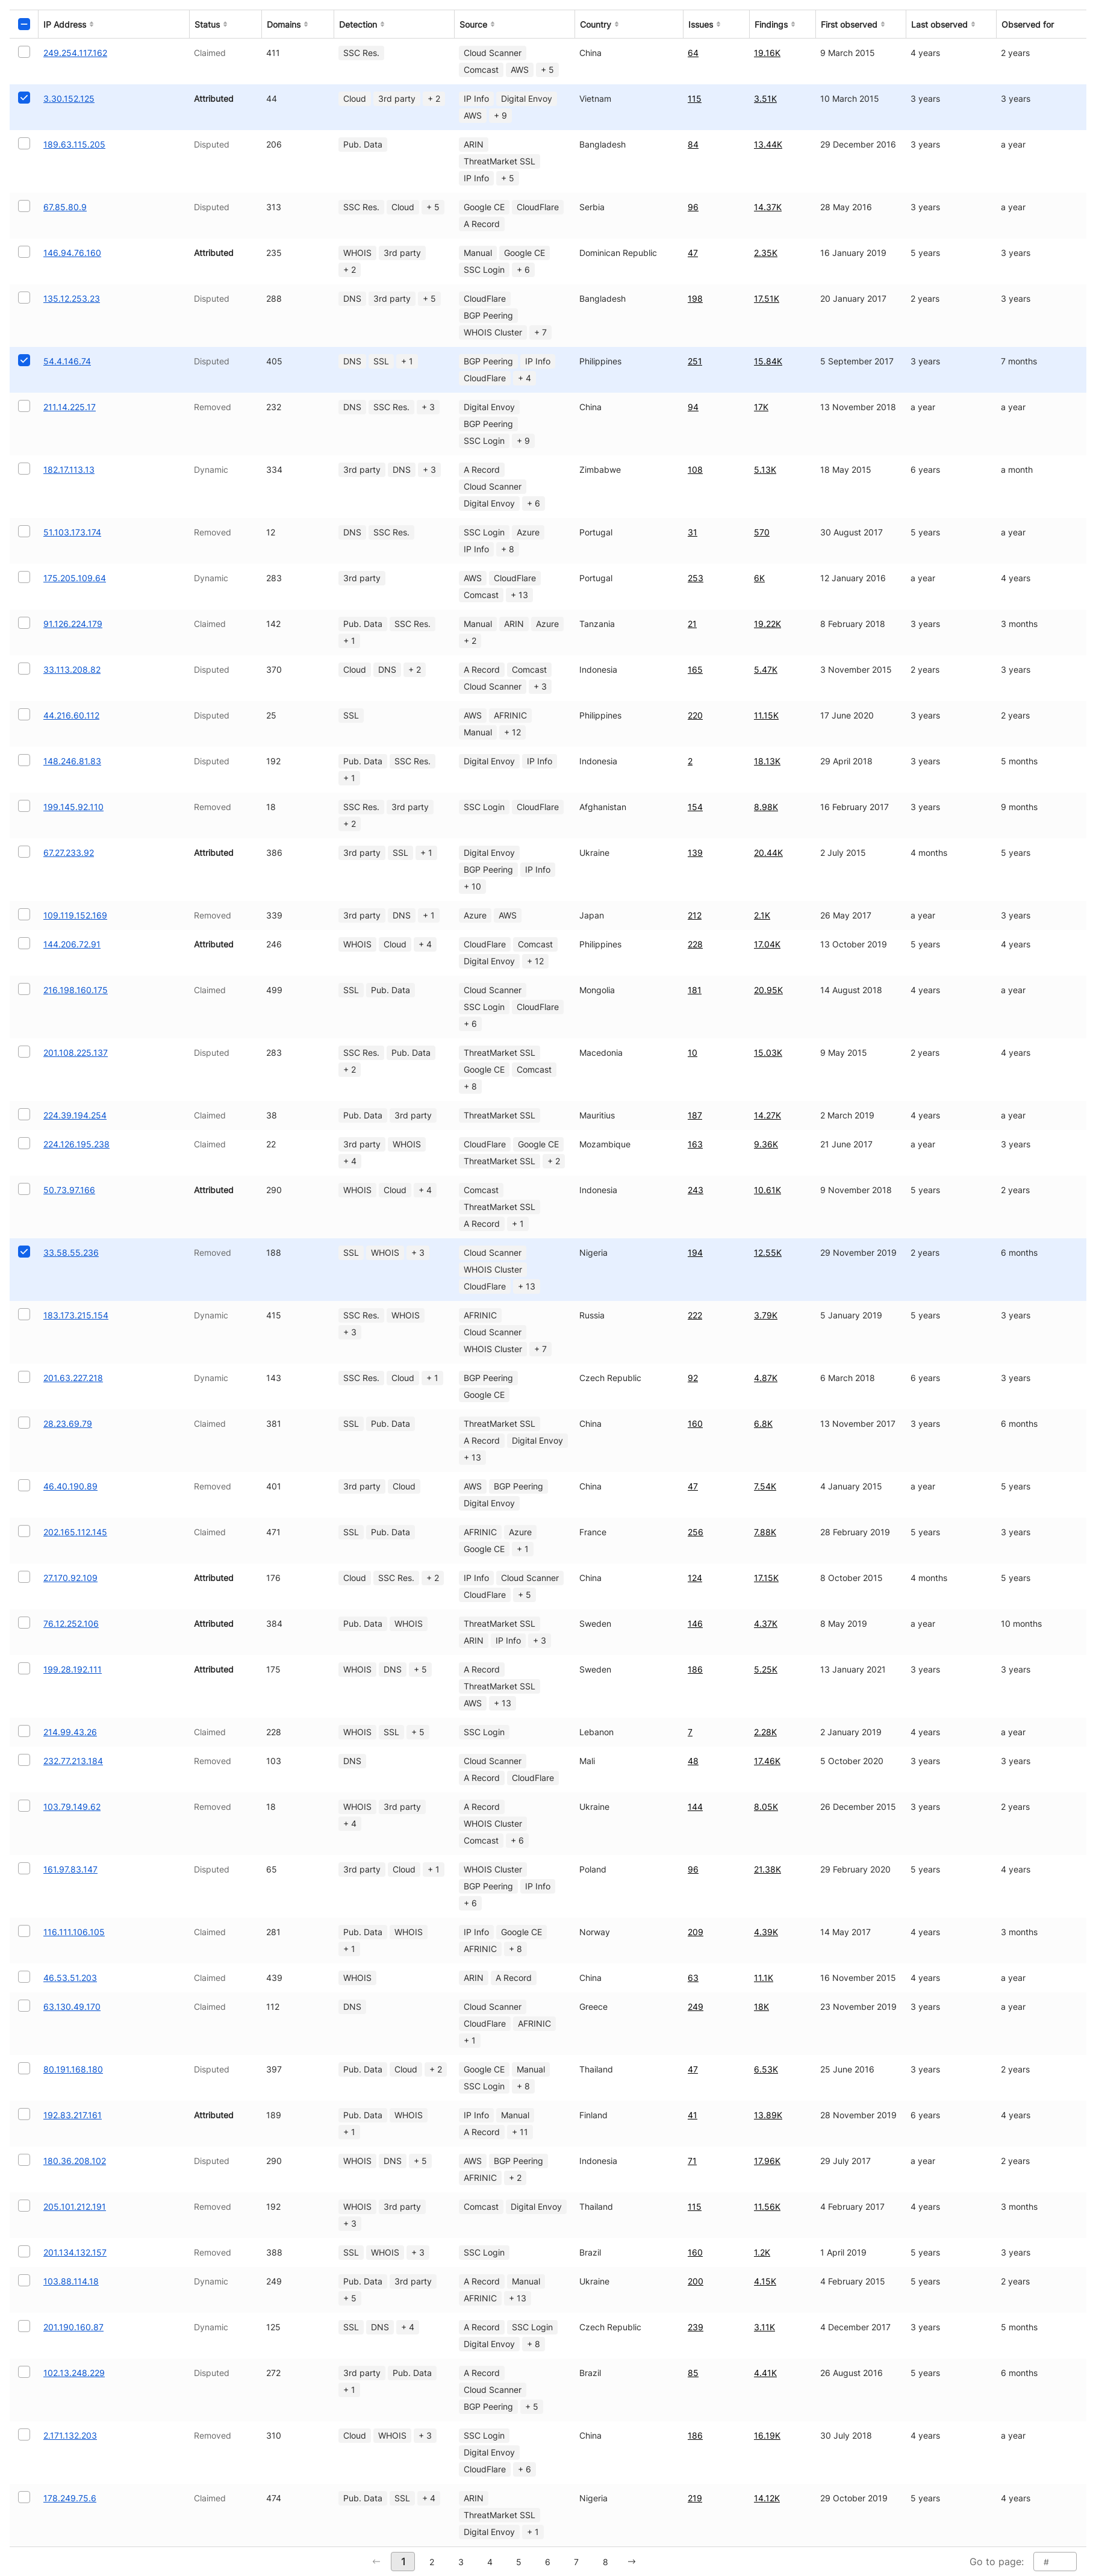 IP Address Status Domains Detection Source Country Issues Findings First observed Last observed Observed for
249.254.117.162 Claimed 411 SSC Res. Cloud Scanner China 64 19.16K 9 March 2015 4 years 2 years
Comcast AWS + 5
3.30.152.125 Attributed 44 Cloud 3rd party + 2 IP Info Digital Envoy Vietnam 115 3.51K 10 March 2015 3 years 3 years
AWS + 9
189.63.115.205 Disputed 206 Pub. Data ARIN Bangladesh 84 13.44K 29 December 2016 3 years a year
ThreatMarket SSL
IP Info + 5
67.85.80.9 Disputed 313 SSC Res. Cloud + 5 Google CE CloudFlare Serbia 96 14.37K 28 May 2016 3 years a year
A Record
146.94.76.160 Attributed 235 WHOIS 3rd party Manual Google CE Dominican Republic 47 2.35K 16 January 2019 5 years 3 years
+ 2 SSC Login + 6
135.12.253.23 Disputed 288 DNS 3rd party + 5 CloudFlare Bangladesh 198 17.51K 20 January 2017 2 years 3 years
BGP Peering
WHOIS Cluster + 7
54.4.146.74 Disputed 405 DNS SSL + 1 BGP Peering IP Info Philippines 251 15.84K 5 September 2017 3 years 7 months
CloudFlare + 4
211.14.225.17 Removed 232 DNS SSC Res. + 3 Digital Envoy China 94 17K 13 November 2018 a year a year
BGP Peering
SSC Login + 9
182.17.113.13 Dynamic 334 3rd party DNS + 3 A Record Zimbabwe 108 5.13K 18 May 2015 6 years a month
Cloud Scanner
Digital Envoy + 6
51.103.173.174 Removed 12 DNS SSC Res. SSC Login Azure Portugal 31 570 30 August 2017 5 years a year
IP Info + 8
175.205.109.64 Dynamic 283 3rd party AWS CloudFlare Portugal 253 6K 12 January 2016 a year 4 years
Comcast + 13
91.126.224.179 Claimed 142 Pub. Data SSC Res. Manual ARIN Azure Tanzania 21 19.22K 8 February 2018 3 years 3 months
+ 1 + 2
33.113.208.82 Disputed 370 Cloud DNS + 2 A Record Comcast Indonesia 165 5.47K 3 November 2015 2 years 3 years
Cloud Scanner + 3
44.216.60.112 Disputed 25 SSL AWS AFRINIC Philippines 220 11.15K 17 June 2020 3 years 2 years
Manual + 12
148.246.81.83 Disputed 192 Pub. Data SSC Res. Digital Envoy IP Info Indonesia 2 18.13K 29 April 2018 3 years 5 months
+ 1
199.145.92.110 Removed 18 SSC Res. 3rd party SSC Login CloudFlare Afghanistan 154 8.98K 16 February 2017 3 years 9 months
+ 2
67.27.233.92 Attributed 386 3rd party SSL + 1 Digital Envoy Ukraine 139 20.44K 2 July 2015 4 months 5 years
BGP Peering IP Info
+ 10
109.119.152.169 Removed 339 3rd party DNS + 1 Azure AWS Japan 212 2.1K 26 May 2017 a year 3 years
144.206.72.91 Attributed 246 WHOIS Cloud + 4 CloudFlare Comcast Philippines 228 17.04K 13 October 2019 5 years 4 years
Digital Envoy + 12
216.198.160.175 Claimed 499 SSL Pub. Data Cloud Scanner Mongolia 181 20.95K 14 August 2018 4 years a year
SSC Login CloudFlare
+ 6
201.108.225.137 Disputed 283 SSC Res. Pub. Data ThreatMarket SSL Macedonia 10 15.03K 9 May 2015 2 years 4 years
+ 2 Google CE Comcast
+ 8
224.39.194.254 Claimed 38 Pub. Data 3rd party ThreatMarket SSL Mauritius 187 14.27K 2 March 2019 4 years a year
224.126.195.238 Claimed 22 3rd party WHOIS CloudFlare Google CE Mozambique 163 9.36K 21 June 2017 a year 3 years
+ 4 ThreatMarket SSL + 2
50.73.97.166 Attributed 290 WHOIS Cloud + 4 Comcast Indonesia 243 10.61K 9 November 2018 5 years 2 years
ThreatMarket SSL
A Record + 1
33.58.55.236 Removed 188 SSL WHOIS + 3 Cloud Scanner Nigeria 194 12.55K 29 November 2019 2 years 6 months
WHOIS Cluster
CloudFlare + 13
183.173.215.154 Dynamic 415 SSC Res. WHOIS AFRINIC Russia 222 3.79K 5 January 2019 5 years 3 years
+ 3 Cloud Scanner
WHOIS Cluster + 7
201.63.227.218 Dynamic 143 SSC Res. Cloud + 1 BGP Peering Czech Republic 92 4.87K 6 March 2018 6 years 3 years
Google CE
28.23.69.79 Claimed 381 SSL Pub. Data ThreatMarket SSL China 160 6.8K 13 November 2017 3 years 6 months
A Record Digital Envoy
+ 13
46.40.190.89 Removed 401 3rd party Cloud AWS BGP Peering China 47 7.54K 4 January 2015 a year 5 years
Digital Envoy
202.165.112.145 Claimed 471 SSL Pub. Data AFRINIC Azure France 256 7.88K 28 February 2019 5 years 3 years
Google CE + 1
27.170.92.109 Attributed 176 Cloud SSC Res. + 2 IP Info Cloud Scanner China 124 17.15K 8 October 2015 4 months 5 years
CloudFlare + 5
76.12.252.106 Attributed 384 Pub. Data WHOIS ThreatMarket SSL Sweden 146 4.37K 8 May 2019 a year 10 months
ARIN IP Info + 3
199.28.192.111 Attributed 175 WHOIS DNS + 5 A Record Sweden 186 5.25K 13 January 2021 3 years 3 years
ThreatMarket SSL
AWS + 13
214.99.43.26 Claimed 228 WHOIS SSL + 5 SSC Login Lebanon 7 2.28K 2 January 2019 4 years a year
232.77.213.184 Removed 103 DNS Cloud Scanner Mali 48 17.46K 5 October 2020 3 years 3 years
A Record CloudFlare
103.79.149.62 Removed 18 WHOIS 3rd party A Record Ukraine 144 8.05K 26 December 2015 3 years 2 years
+ 4 WHOIS Cluster
Comcast + 6
161.97.83.147 Disputed 65 3rd party Cloud + 1 WHOIS Cluster Poland 96 21.38K 29 February 2020 5 years 4 years
BGP Peering IP Info
+ 6
116.111.106.105 Claimed 281 Pub. Data WHOIS IP Info Google CE Norway 209 4.39K 14 May 2017 4 years 3 months
+ 1 AFRINIC + 8
46.53.51.203 Claimed 439 WHOIS ARIN A Record China 63 11.1K 16 November 2015 4 years a year
63.130.49.170 Claimed 112 DNS Cloud Scanner Greece 249 18K 23 November 2019 3 years a year
CloudFlare AFRINIC
+ 1
80.191.168.180 Disputed 397 Pub. Data Cloud + 2 Google CE Manual Thailand 47 6.53K 25 June 2016 3 years 2 years
SSC Login + 8
192.83.217.161 Attributed 189 Pub. Data WHOIS IP Info Manual Finland 41 13.89K 28 November 2019 6 years 4 years
+ 1 A Record + 11
180.36.208.102 Disputed 290 WHOIS DNS + 5 AWS BGP Peering Indonesia 71 17.96K 29 July 2017 a year 2 years
AFRINIC + 2
205.101.212.191 Removed 192 WHOIS 3rd party Comcast Digital Envoy Thailand 115 11.56K 4 February 2017 4 years 3 months
+ 3
201.134.132.157 Removed 388 SSL WHOIS + 3 SSC Login Brazil 160 1.2K 1 April 2019 5 years 3 years
103.88.114.18 Dynamic 249 Pub. Data 3rd party A Record Manual Ukraine 200 4.15K 4 February 2015 5 years 2 years
+ 5 AFRINIC + 13
201.190.160.87 Dynamic 125 SSL DNS + 4 A Record SSC Login Czech Republic 239 3.11K 4 December 2017 3 years 5 months
Digital Envoy + 8
102.13.248.229 Disputed 272 3rd party Pub. Data A Record Brazil 85 4.41K 26 August 2016 5 years 6 months
+ 1 Cloud Scanner
BGP Peering + 5
2.171.132.203 Removed 310 Cloud WHOIS + 3 SSC Login China 186 16.19K 30 July 2018 4 years a year
Digital Envoy
CloudFlare + 6
178.249.75.6 Claimed 474 Pub. Data SSL + 4 ARIN Nigeria 219 14.12K 29 October 2019 5 years 4 years
ThreatMarket SSL
Digital Envoy + 1
← 1 2 3 4 5 6 7 8 → Go to page: #